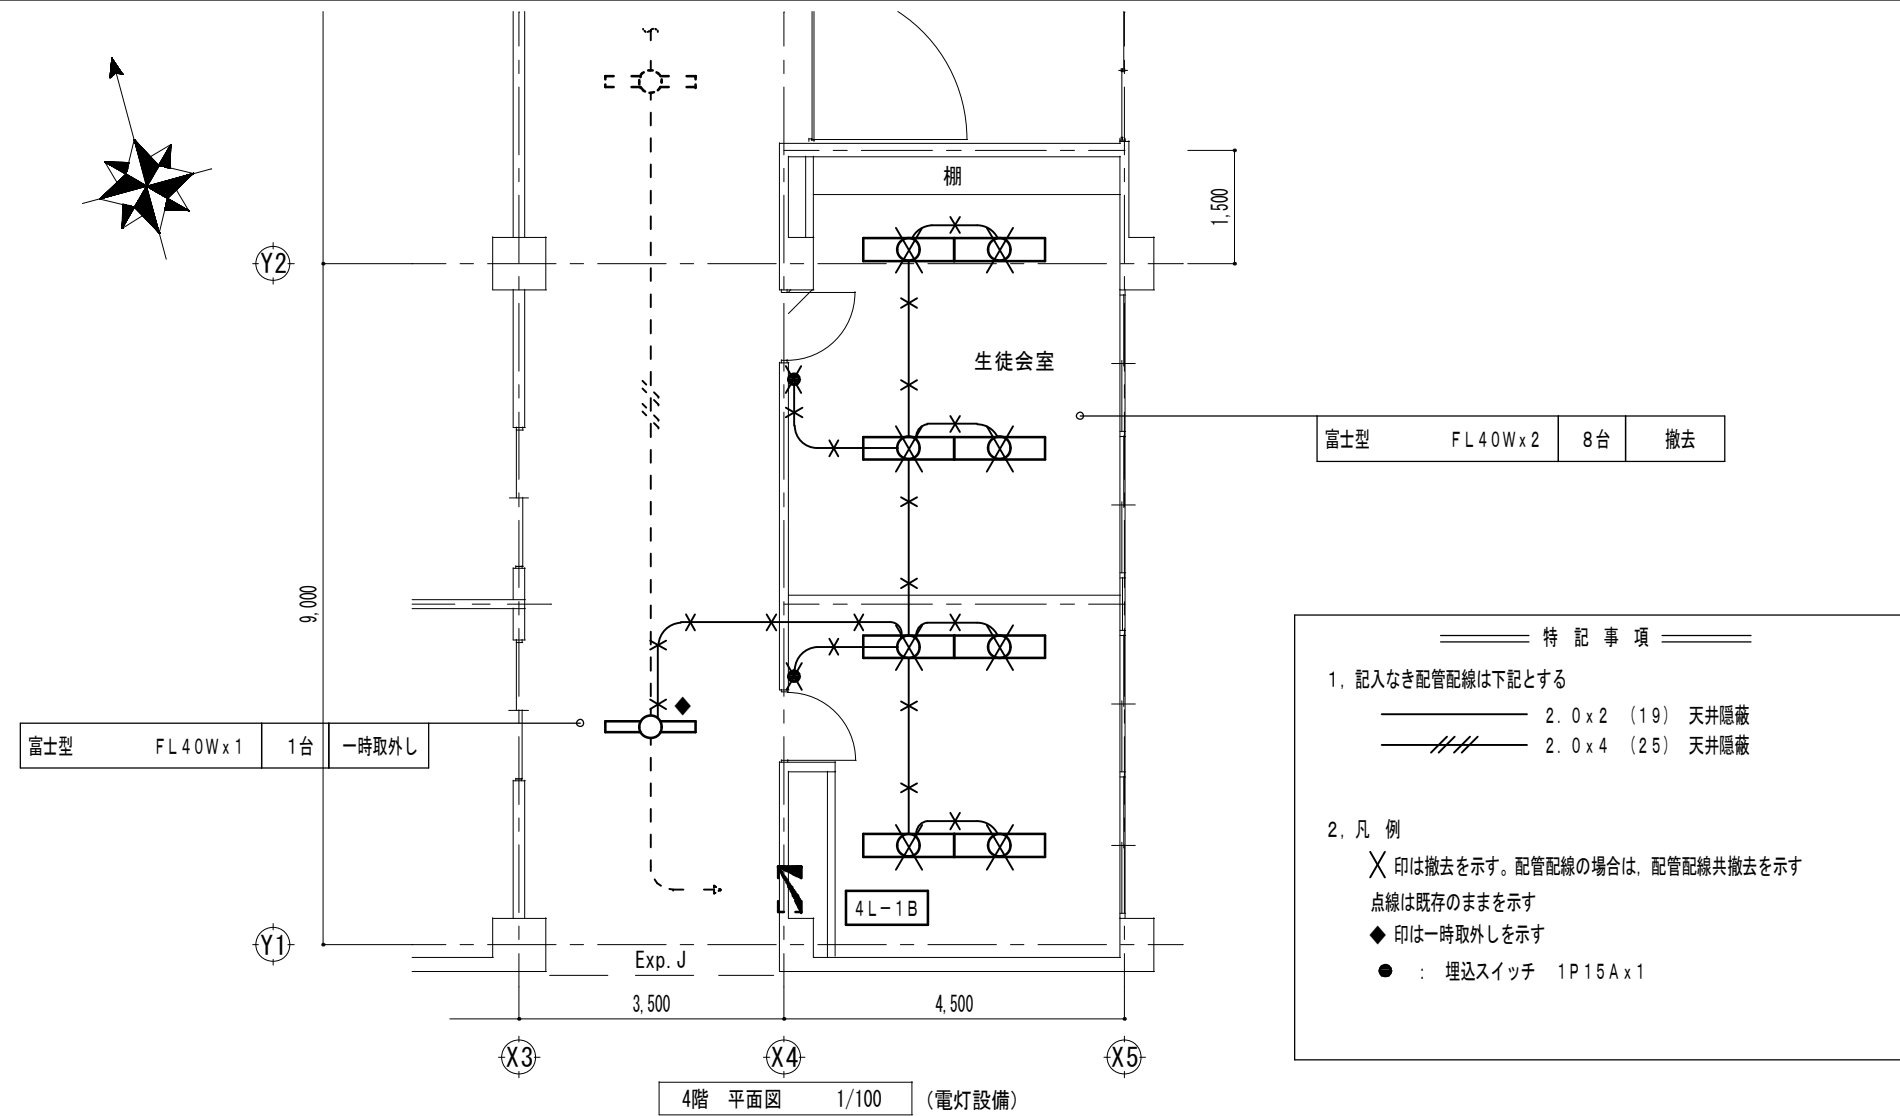 棚
1,500
Y2
生徒会室
富士型 FL40Wx2 8台 撤去
9,000
特 記 事 項
1, 記入なき配管配線は下記とする
2.0x2 (19) 天井隠蔽
2.0x4 (25) 天井隠蔽
富士型 FL40Wx1 1台 一時取外し
2, 凡 例
╳ 印は撤去を示す。配管配線の場合は, 配管配線共撤去を示す
点線は既存のままを示す
◆ 印は一時取外しを示す
● : 埋込スイッチ 1P15Ax1
4L-1B
Y1
Exp.J
3,500
4,500
X3
X4
X5
4階 平面図 1/100 (電灯設備)